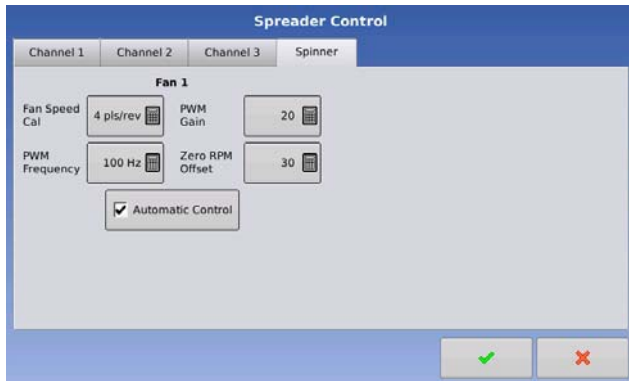 Spreader Control
Channel 1 Channel 2 Channel 3 Spinner
Fan 1
Fan Speed Cal 4 pls/rev PWM Gain 20
PWM Frequency 100 Hz Zero RPM Offset 30
Automatic Control